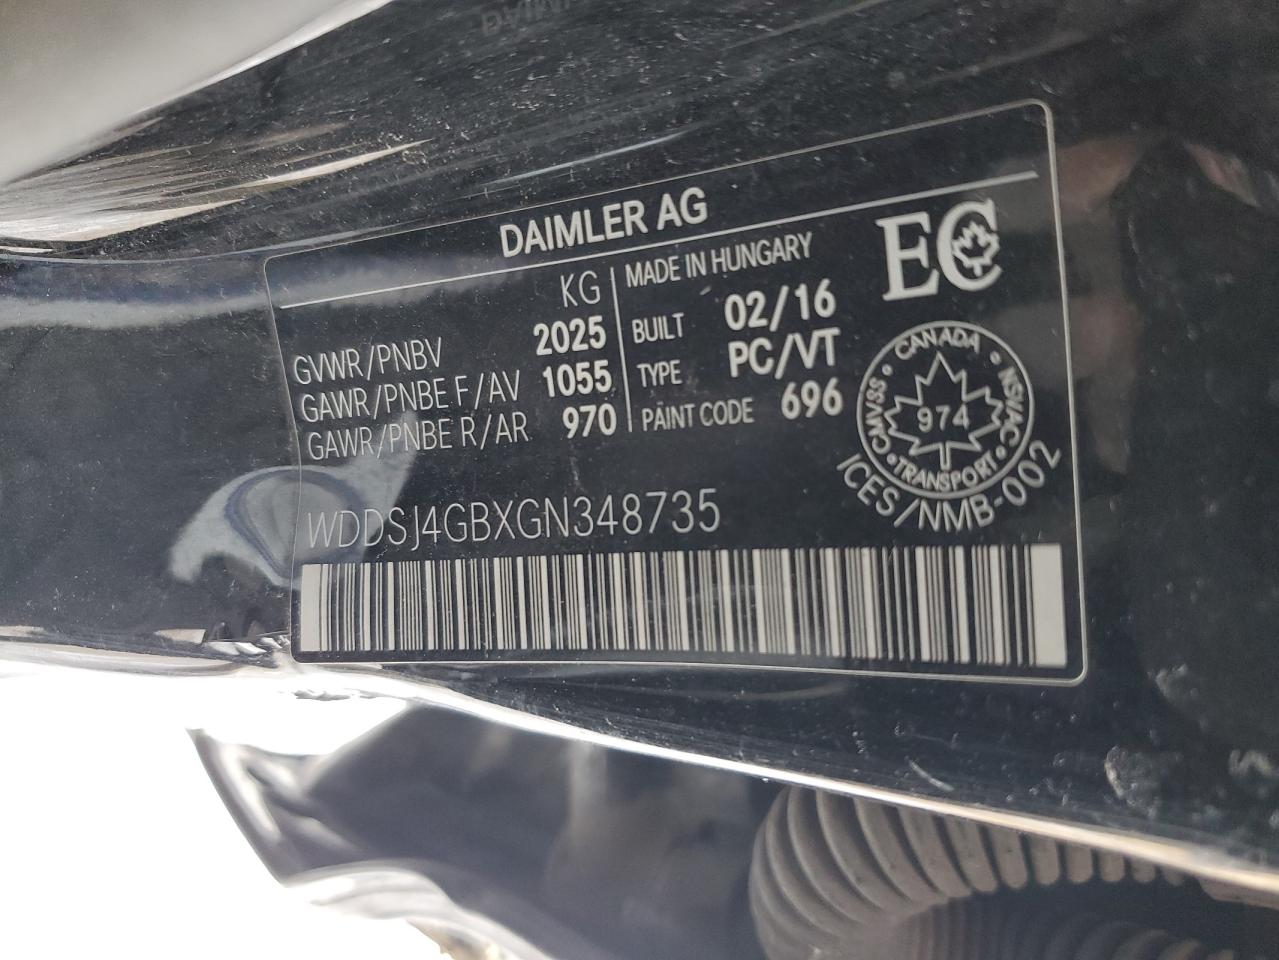 DAIMLER AG
KG
GVWR/PNBV 2025
GAWR/PNBE F/AV 1055
GAWR/PNBE R/AR 970
MADE IN HUNGARY
BUILT 02/16
TYPE PC/VT
PAINT CODE 696
EC
CANADA
CMVSS
NSVAC
974
TRANSPORT
ICES/NMB-002
WDDSJ4GBXGN348735